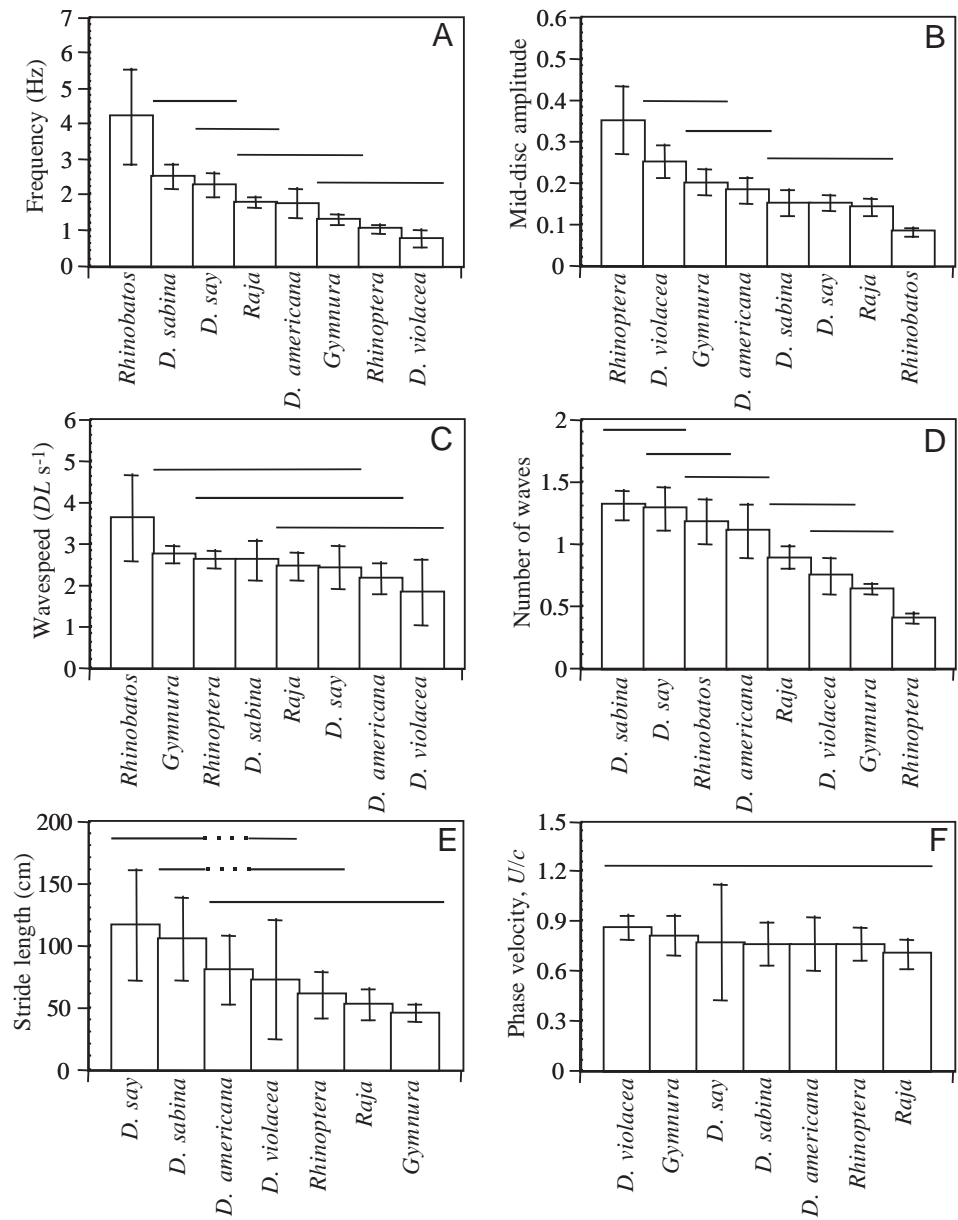 A
Frequency (Hz)
7
6
5
4
3
2
1
0
Rhinobatos
D. sabina
D. say
Raja
D. americana
Gymnura
Rhinoptera
D. violacea
B
Mid-disc amplitude
0.6
0.5
0.4
0.3
0.2
0.1
0
Rhinoptera
D. violacea
Gymnura
D. americana
D. sabina
D. say
Raja
Rhinobatos
C
Wavespeed (DL s-1)
6
5
4
3
2
1
0
Rhinobatos
Gymnura
Rhinoptera
D. sabina
Raja
D. say
D. americana
D. violacea
D
Number of waves
2
1.5
1
0.5
0
D. sabina
D. say
Rhinobatos
D. americana
Raja
D. violacea
Gymnura
Rhinoptera
E
Stride length (cm)
200
150
100
50
0
D. say
D. sabina
D. americana
D. violacea
Rhinoptera
Raja
Gymnura
F
Phase velocity, U/c
1.5
1.2
0.9
0.6
0.3
0
D. violacea
Gymnura
D. say
D. sabina
D. americana
Rhinoptera
Raja